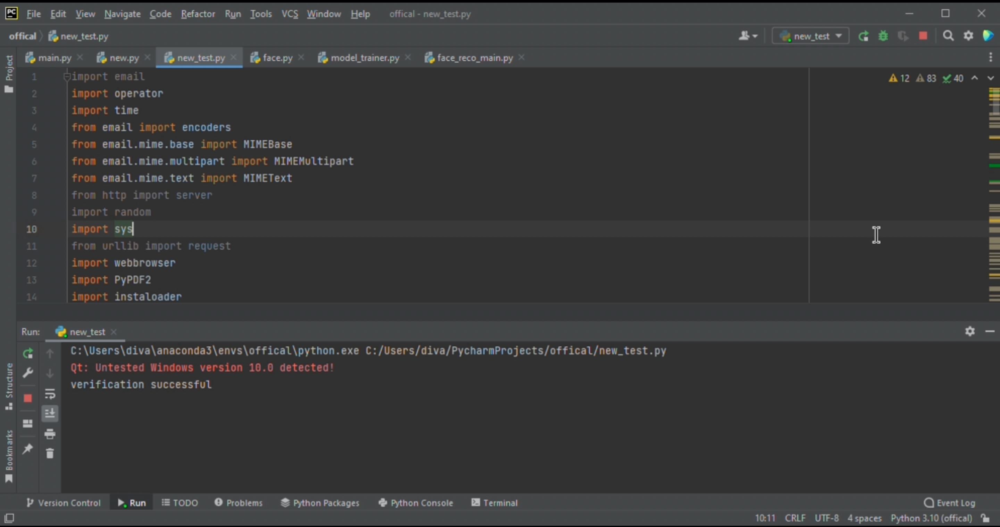 PC File Edit View Navigate Code Refactor Run Tools VCS Window Help offical - new_test.py
offical new_test.py new_test
main.py new.py new_test.py face.py model_trainer.py face_reco_main.py
Project
1 import email
12 83 40
2 import operator
3 import time
4 from email import encoders
5 from email.mime.base import MIMEBase
6 from email.mime.multipart import MIMEMultipart
7 from email.mime.text import MIMEText
8 from http import server
9 import random
10 import sys
11 from urllib import request
12 import webbrowser
13 import PyPDF2
14 import instaloader
Run: new_test
C:\Users\diva\anaconda3\envs\offical\python.exe C:/Users/diva/PycharmProjects/offical/new_test.py
Qt: Untested Windows version 10.0 detected!
verification successful
Structure
Bookmarks
Version Control Run TODO Problems Python Packages Python Console Terminal Event Log
10:11 CRLF UTF-8 4 spaces Python 3.10 (offical)